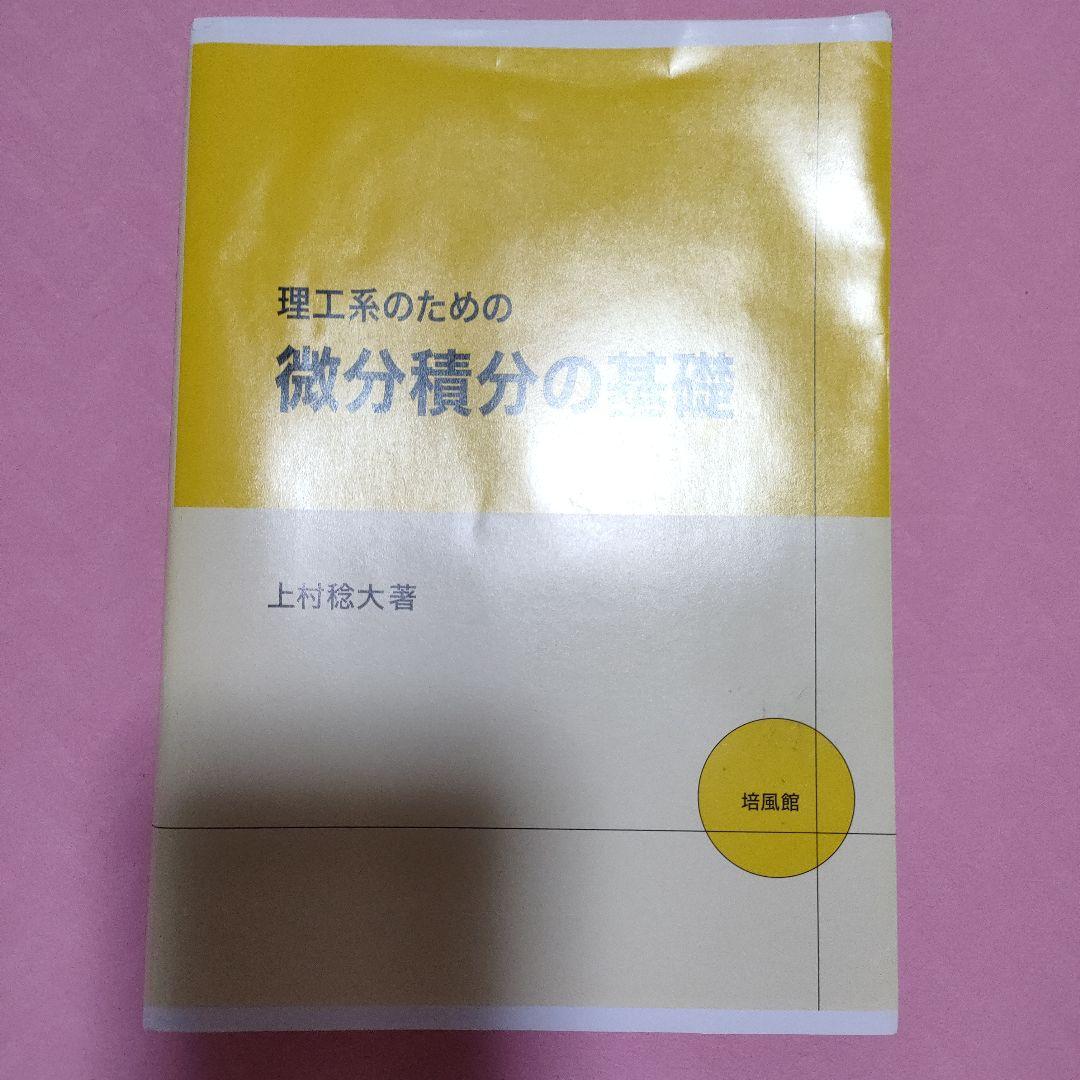 理工系のための
微分積分の基礎
上村稔大著
培風館